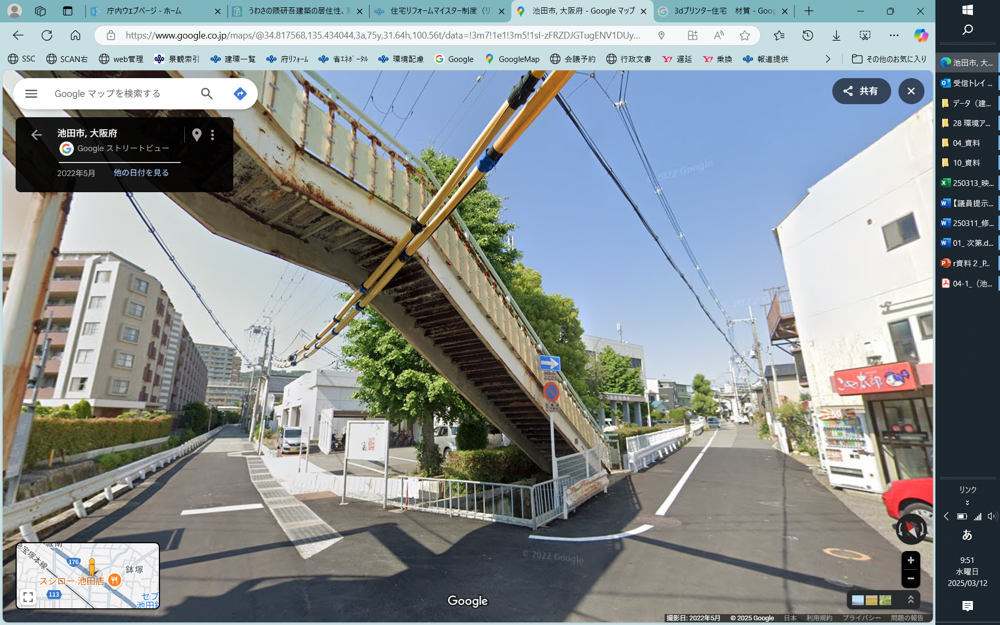 庁内ウェブページ - ホーム
うわさの隈研吾建築の居住性、
住宅リフォームマイスター制度（リ
池田市, 大阪府 - Google マップ
3dプリンター住宅　材質 - Goog
https://www.google.co.jp/maps/@34.817568,135.434044,3a,75y,31.64h,100.56t/data=!3m7!1e1!3m5!1sI-zFRZDJGTugENV1DUy...
SSC
SCAN右
web管理
景観索引
建環一覧
府リフォーム
省エネポータル
環境配慮
Google
GoogleMap
会議予約
行政文書
遅延
乗換
報道提供
その他のお気に入り
Google マップを検索する
共有
池田市, 大阪府
Google ストリートビュー
2022年5月
他の日付を見る
© 2022 Google
© 2022 Google
城南
急宝塚本線
176
鉢塚
スシロー 池田店
113
セブ
Google
撮影日: 2022年5月
© 2025 Google
日本
利用規約
プライバシー
問題の報告
池田市, 大...
受信トレイ ...
データ（建...
28 環境ア...
04_資料
10_資料
250313_映...
【議員提示...
250311_修...
01_ 次第.d...
r資料２_P...
04-1_（池...
リンク
あ
9:51
水曜日
2025/03/12